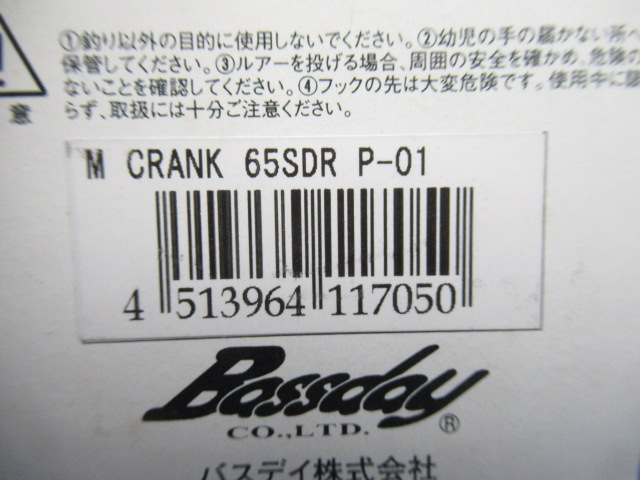 ①釣り以外の目的に使用しないでください。②幼児の手の届かない所へ
保管してください。③ルアーを投げる場合、周囲の安全を確かめ、危険の
ないことを確認してください。④フックの先は大変危険です。使用中に限
らず、取扱には十分ご注意ください。
意
M CRANK 65SDR P-01
4 513964 117050
Bassday®
CO.,LTD.
バスデイ株式会社